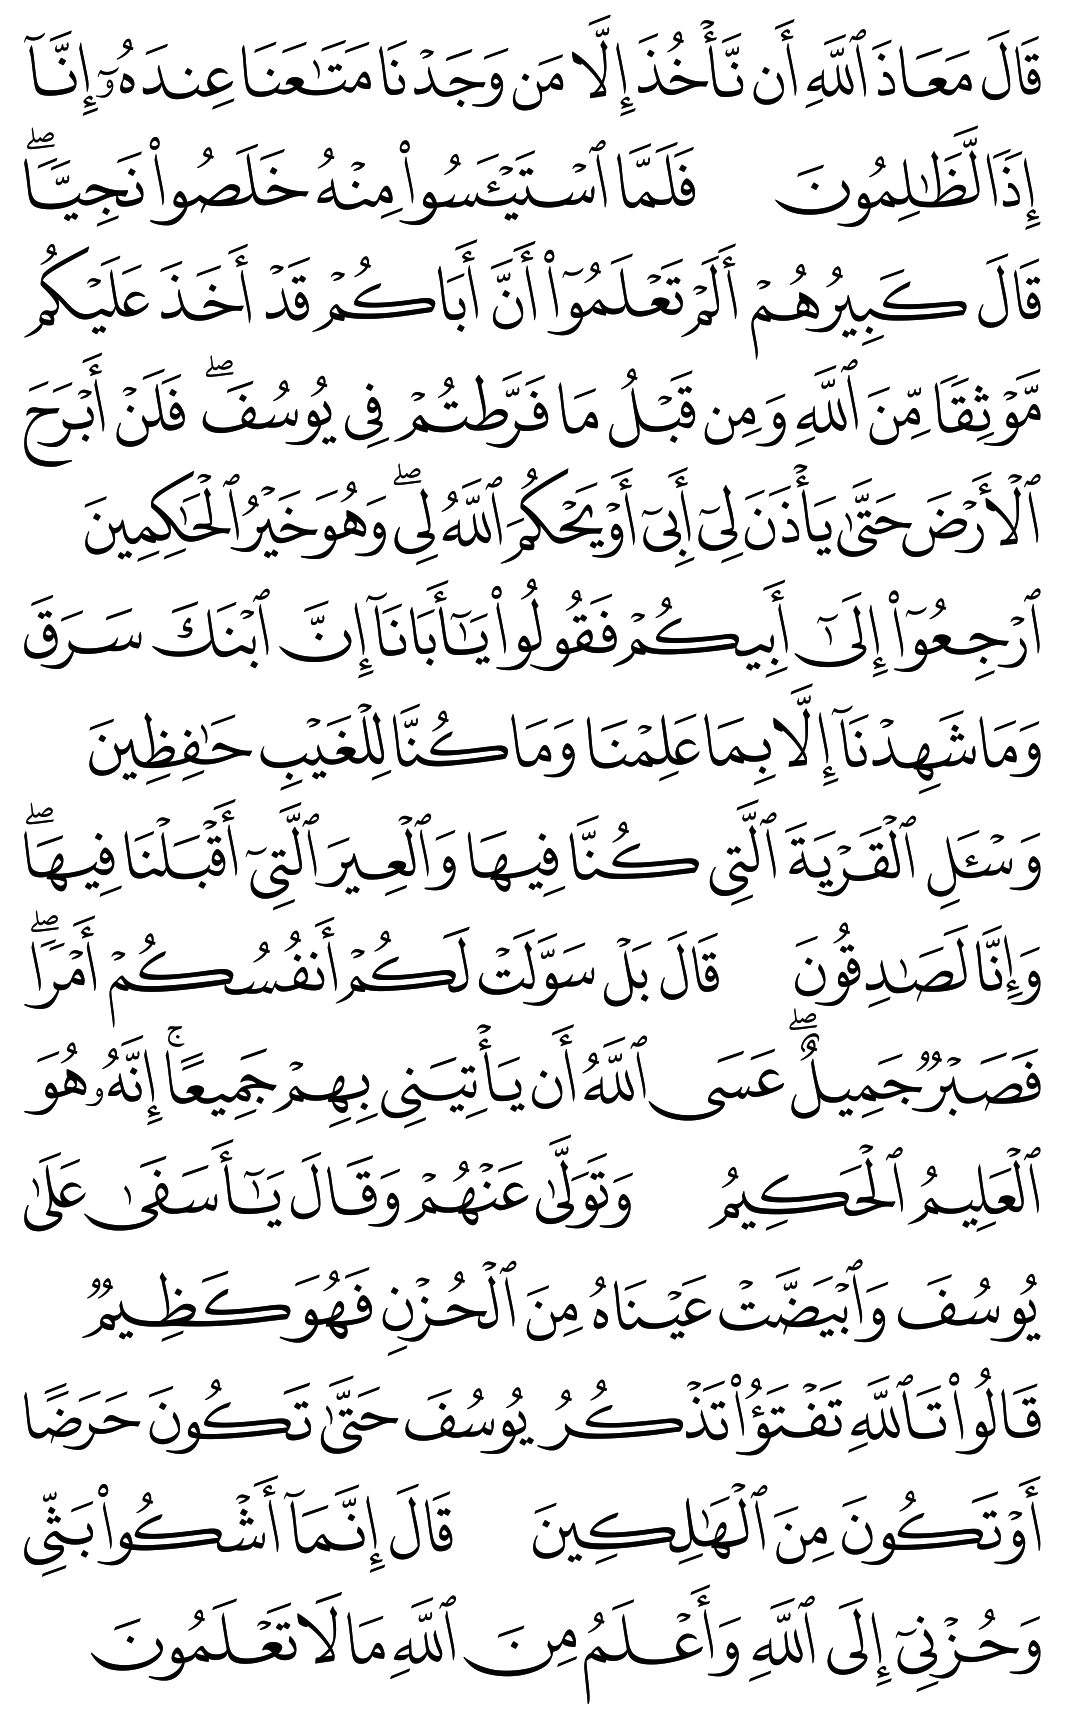 قَالَ مَعَاذَ ٱللَّهِ أَن نَّأۡخُذَ إِلَّا مَن وَجَدۡنَا مَتَٰعَنَا عِندَهُۥٓ إِنَّآ
إِذٗا لَّظَٰلِمُونَ فَلَمَّا ٱسۡتَيۡـَٔسُواْ مِنۡهُ خَلَصُواْ نَجِيّٗاۖ
قَالَ كَبِيرُهُمۡ أَلَمۡ تَعۡلَمُوٓاْ أَنَّ أَبَاكُمۡ قَدۡ أَخَذَ عَلَيۡكُم
مَّوۡثِقٗا مِّنَ ٱللَّهِ وَمِن قَبۡلُ مَا فَرَّطتُمۡ فِي يُوسُفَۖ فَلَنۡ أَبۡرَحَ
ٱلۡأَرۡضَ حَتَّىٰ يَأۡذَنَ لِيٓ أَبِيٓ أَوۡ يَحۡكُمَ ٱللَّهُ لِيۖ وَهُوَ خَيۡرُ ٱلۡحَٰكِمِينَ
ٱرۡجِعُوٓاْ إِلَىٰٓ أَبِيكُمۡ فَقُولُواْ يَٰٓأَبَانَآ إِنَّ ٱبۡنَكَ سَرَقَ
وَمَا شَهِدۡنَآ إِلَّا بِمَا عَلِمۡنَا وَمَا كُنَّا لِلۡغَيۡبِ حَٰفِظِينَ
وَسۡـَٔلِ ٱلۡقَرۡيَةَ ٱلَّتِي كُنَّا فِيهَا وَٱلۡعِيرَ ٱلَّتِيٓ أَقۡبَلۡنَا فِيهَاۖ
وَإِنَّا لَصَٰدِقُونَ قَالَ بَلۡ سَوَّلَتۡ لَكُمۡ أَنفُسُكُمۡ أَمۡرٗاۖ
فَصَبۡرٞ جَمِيلٌۖ عَسَى ٱللَّهُ أَن يَأۡتِيَنِي بِهِمۡ جَمِيعًاۚ إِنَّهُۥ هُوَ
ٱلۡعَلِيمُ ٱلۡحَكِيمُ وَتَوَلَّىٰ عَنۡهُمۡ وَقَالَ يَٰٓأَسَفَىٰ عَلَىٰ
يُوسُفَ وَٱبۡيَضَّتۡ عَيۡنَاهُ مِنَ ٱلۡحُزۡنِ فَهُوَ كَظِيمٞ
قَالُواْ تَٱللَّهِ تَفۡتَؤُاْ تَذۡكُرُ يُوسُفَ حَتَّىٰ تَكُونَ حَرَضًا
أَوۡ تَكُونَ مِنَ ٱلۡهَٰلِكِينَ قَالَ إِنَّمَآ أَشۡكُواْ بَثِّي
وَحُزۡنِيٓ إِلَى ٱللَّهِ وَأَعۡلَمُ مِنَ ٱللَّهِ مَا لَا تَعۡلَمُونَ